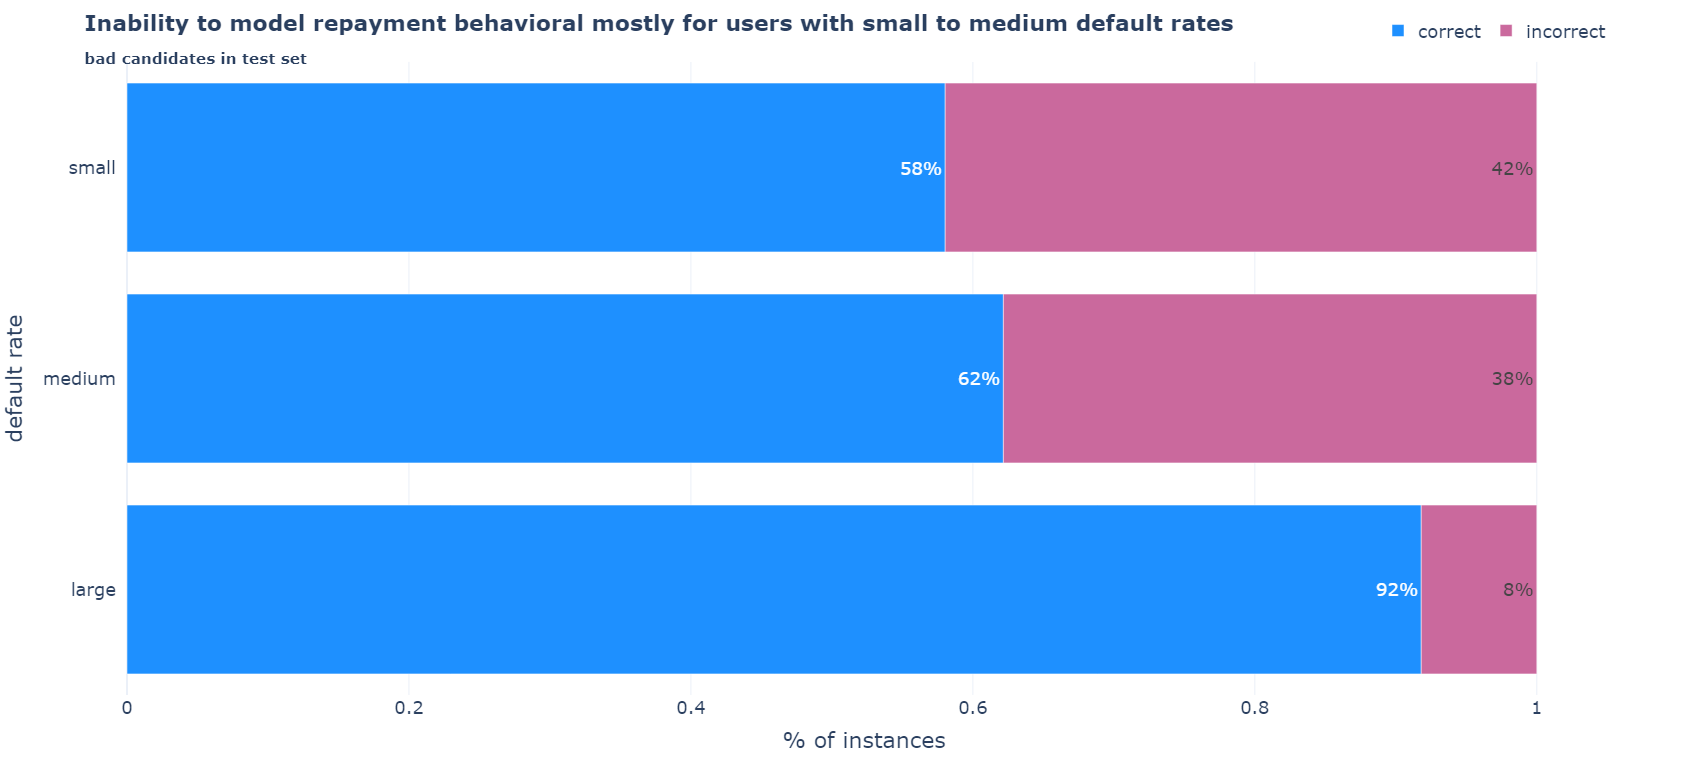 Inability to model repayment behavioral mostly for users with small to medium default rates
bad candidates in test set
correct
incorrect
small
58%
42%
medium
62%
38%
large
92%
8%
default rate
0
0.2
0.4
0.6
0.8
1
% of instances